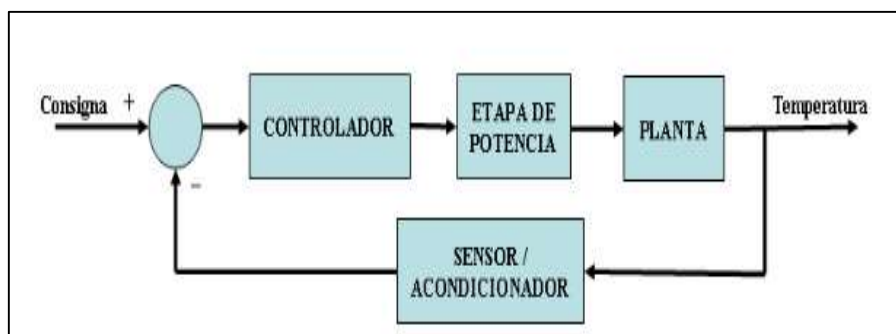 Consigna +
CONTROLADOR
ETAPA DE
POTENCIA
PLANTA
Temperatura
–
SENSOR /
ACONDICIONADOR